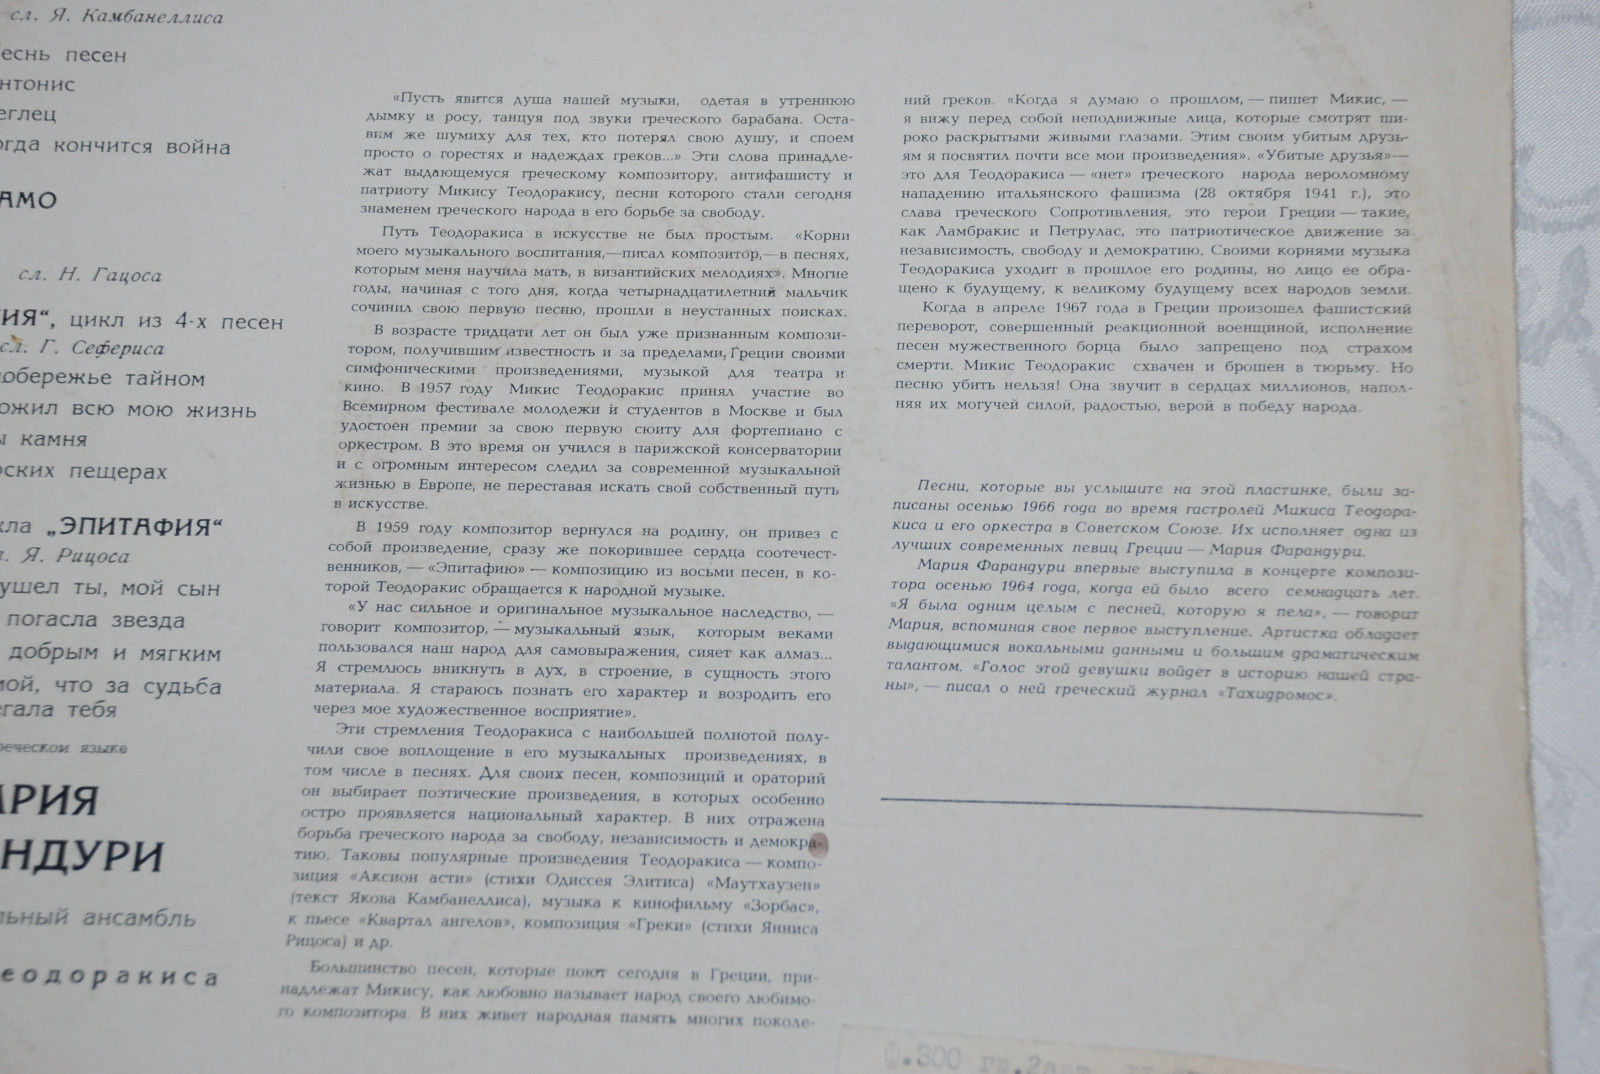 сл. Я. Камбанеллиса
еснь песен
нтонис
еглец
огда кончится война
АМО
сл. Н. Гацоса
ИЯ“, цикл из 4-х песен
сл. Г. Сефериса
обережье тайном
ожил всю мою жизнь
ы камня
рских пещерах
кла „ЭПИТАФИЯ“
л. Я. Рицоса
ушел ты, мой сын
погасла звезда
добрым и мягким
мой, что за судьба
егала тебя
реческом языке
АРИЯ
НДУРИ
льный ансамбль
еодоракиса
«Пусть явится душа нашей музыки, одетая в утреннюю
дымку и росу, танцуя под звуки греческого барабана. Оста-
вим же шумиху для тех, кто потерял свою душу, и споем
просто о горестях и надеждах греков...» Эти слова принадле-
жат выдающемуся греческому композитору, антифашисту и
патриоту Микису Теодоракису, песни которого стали сегодня
знаменем греческого народа в его борьбе за свободу.
Путь Теодоракиса в искусстве не был простым. «Корни
моего музыкального воспитания,—писал композитор,—в песнях,
которым меня научила мать, в византийских мелодиях». Многие
годы, начиная с того дня, когда четырнадцатилетний мальчик
сочинил свою первую песню, прошли в неустанных поисках.
В возрасте тридцати лет он был уже признанным компози-
тором, получившим известность и за пределами, Греции своими
симфоническими произведениями, музыкой для театра и
кино. В 1957 году Микис Теодоракис принял участие во
Всемирном фестивале молодежи и студентов в Москве и был
удостоен премии за свою первую сюиту для фортепиано с
оркестром. В это время он учился в парижской консерватории
и с огромным интересом следил за современной музыкальной
жизнью в Европе, не переставая искать свой собственный путь
в искусстве.
В 1959 году композитор вернулся на родину, он привез с
собой произведение, сразу же покорившее сердца соотечест-
венников, — «Эпитафию» — композицию из восьми песен, в ко-
торой Теодоракис обращается к народной музыке.
«У нас сильное и оригинальное музыкальное наследство, —
говорит композитор, — музыкальный язык, которым веками
пользовался наш народ для самовыражения, сияет как алмаз...
Я стремлюсь вникнуть в дух, в строение, в сущность этого
материала. Я стараюсь познать его характер и возродить его
через мое художественное восприятие».
Эти стремления Теодоракиса с наибольшей полнотой полу-
чили свое воплощение в его музыкальных произведениях, в
том числе в песнях. Для своих песен, композиций и ораторий
он выбирает поэтические произведения, в которых особенно
остро проявляется национальный характер. В них отражена
борьба греческого народа за свободу, независимость и демокра-
тию. Таковы популярные произведения Теодоракиса — компо-
зиция «Аксион асти» (стихи Одиссея Элитиса) «Маутхаузен»
(текст Якова Камбанеллиса), музыка к кинофильму «Зорбас»,
к пьесе «Квартал ангелов», композиция «Греки» (стихи Янниса
Рицоса) и др.
Большинство песен, которые поют сегодня в Греции, при-
надлежат Микису, как любовно называет народ своего любимо-
го композитора. В них живет народная память многих поколе-
ний греков. «Когда я думаю о прошлом, — пишет Микис, —
я вижу перед собой неподвижные лица, которые смотрят ши-
роко раскрытыми живыми глазами. Этим своим убитым друзь-
ям я посвятил почти все мои произведения». «Убитые друзья»—
это для Теодоракиса — «нет» греческого народа вероломному
нападению итальянского фашизма (28 октября 1941 г.), это
слава греческого Сопротивления, это герои Греции — такие,
как Ламбракис и Петрулас, это патриотическое движение за
независимость, свободу и демократию. Своими корнями музыка
Теодоракиса уходит в прошлое его родины, но лицо ее обра-
щено к будущему, к великому будущему всех народов земли.
Когда в апреле 1967 года в Греции произошел фашистский
переворот, совершенный реакционной военщиной, исполнение
песен мужественного борца было запрещено под страхом
смерти. Микис Теодоракис схвачен и брошен в тюрьму. Но
песню убить нельзя! Она звучит в сердцах миллионов, напол-
няя их могучей силой, радостью, верой в победу народа.
Песни, которые вы услышите на этой пластинке, были за-
писаны осенью 1966 года во время гастролей Микиса Теодора-
киса и его оркестра в Советском Союзе. Их исполняет одна из
лучших современных певиц Греции — Мария Фарандури.
Мария Фарандури впервые выступила в концерте компози-
тора осенью 1964 года, когда ей было всего семнадцать лет.
«Я была одним целым с песней, которую я пела», — говорит
Мария, вспоминая свое первое выступление. Артистка обладает
выдающимися вокальными данными и большим драматическим
талантом. «Голос этой девушки войдет в историю нашей стра-
ны», — писал о ней греческий журнал «Тахидромос».
ф.300 гр.2